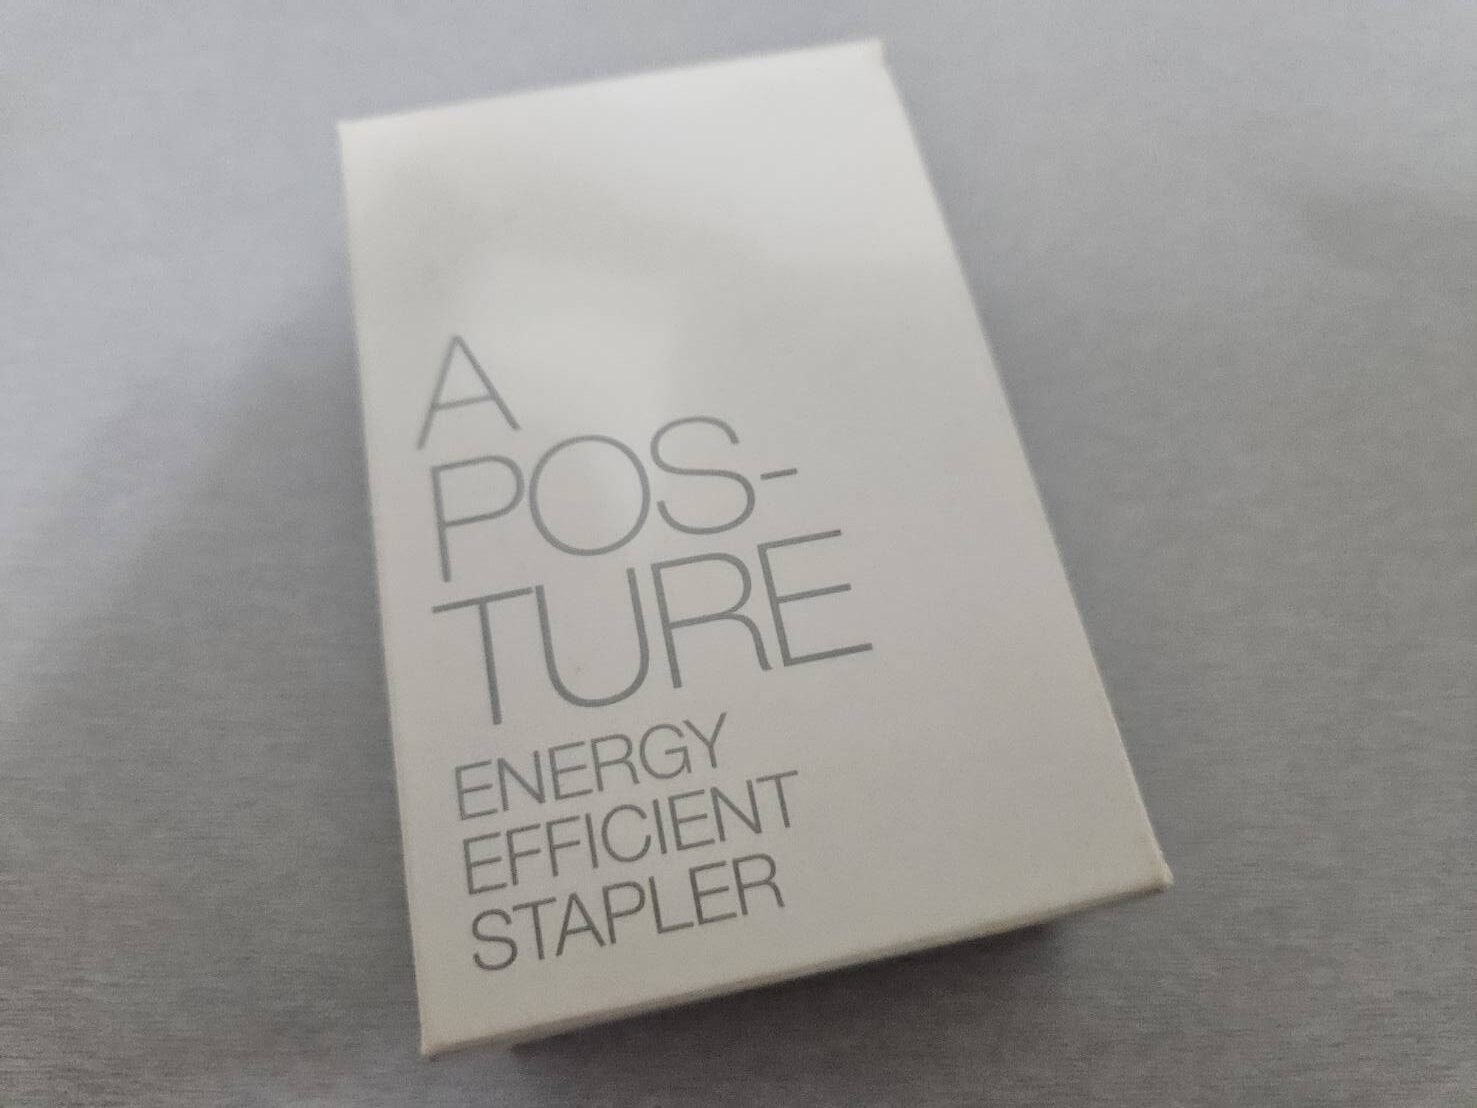 A
POS-
TURE
ENERGY
EFFICIENT
STAPLER